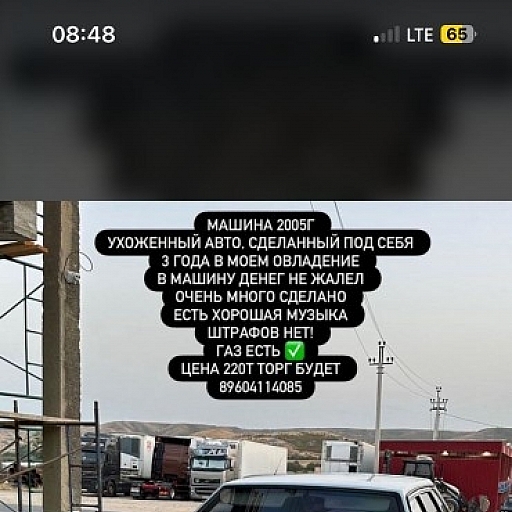 08:48 LTE 65
МАШИНА 2005Г
УХОЖЕННЫЙ АВТО, СДЕЛАННЫЙ ПОД СЕБЯ
3 ГОДА В МОЕМ ОВЛАДЕНИЕ
В МАШИНУ ДЕНЕГ НЕ ЖАЛЕЛ
ОЧЕНЬ МНОГО СДЕЛАНО
ЕСТЬ ХОРОШАЯ МУЗЫКА
ШТРАФОВ НЕТ!
ГАЗ ЕСТЬ ✅
ЦЕНА 220Т ТОРГ БУДЕТ
89604114085